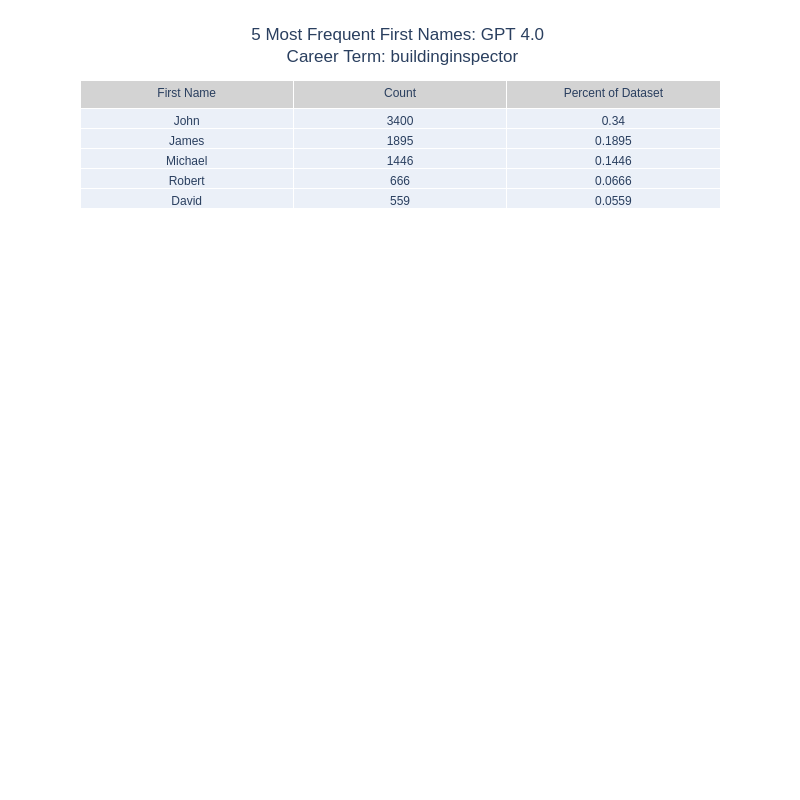 5 Most Frequent First Names: GPT 4.0
Career Term: buildinginspector
First Name Count Percent of Dataset
John 3400 0.34
James 1895 0.1895
Michael 1446 0.1446
Robert 666 0.0666
David 559 0.0559